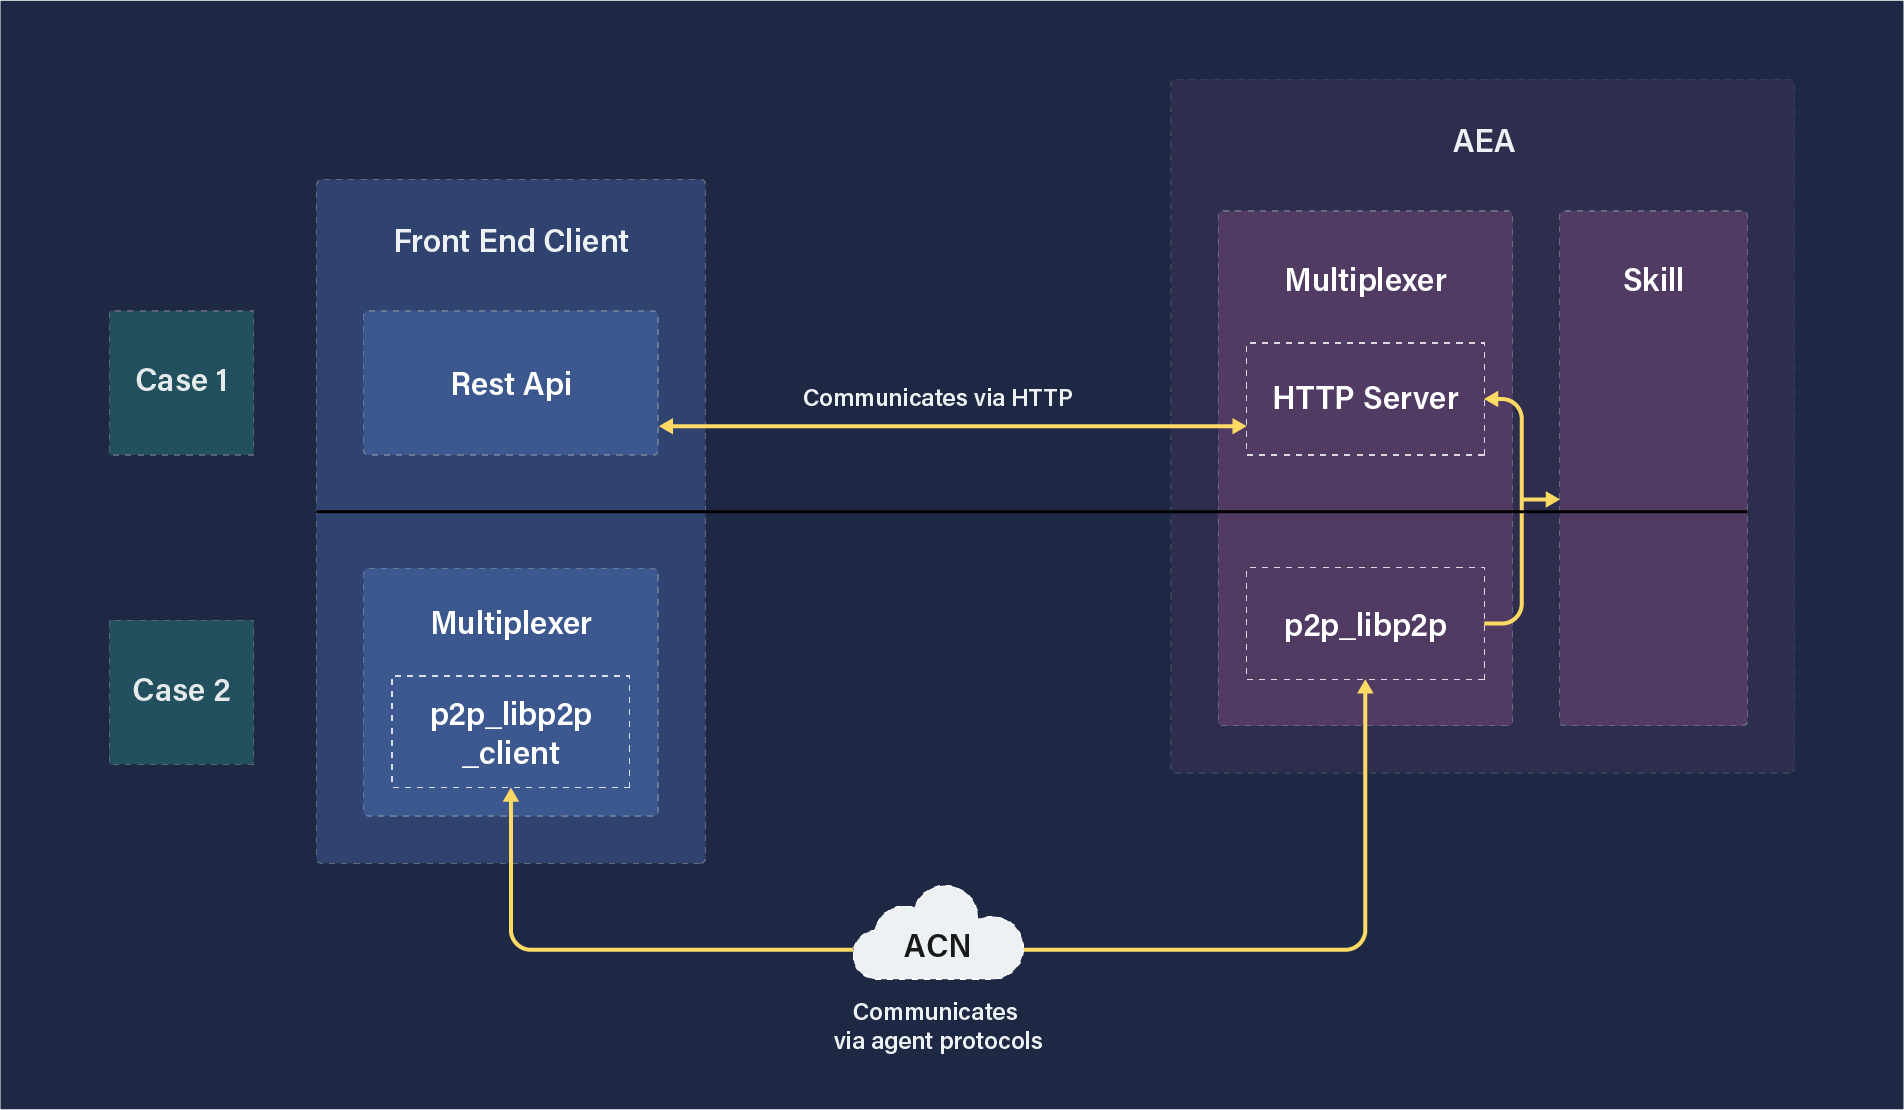 AEA
Front End Client
Multiplexer
Skill
Case 1
Rest Api
Communicates via HTTP
HTTP Server
Case 2
Multiplexer
p2p_libp2p
_client
p2p_libp2p
ACN
Communicates
via agent protocols